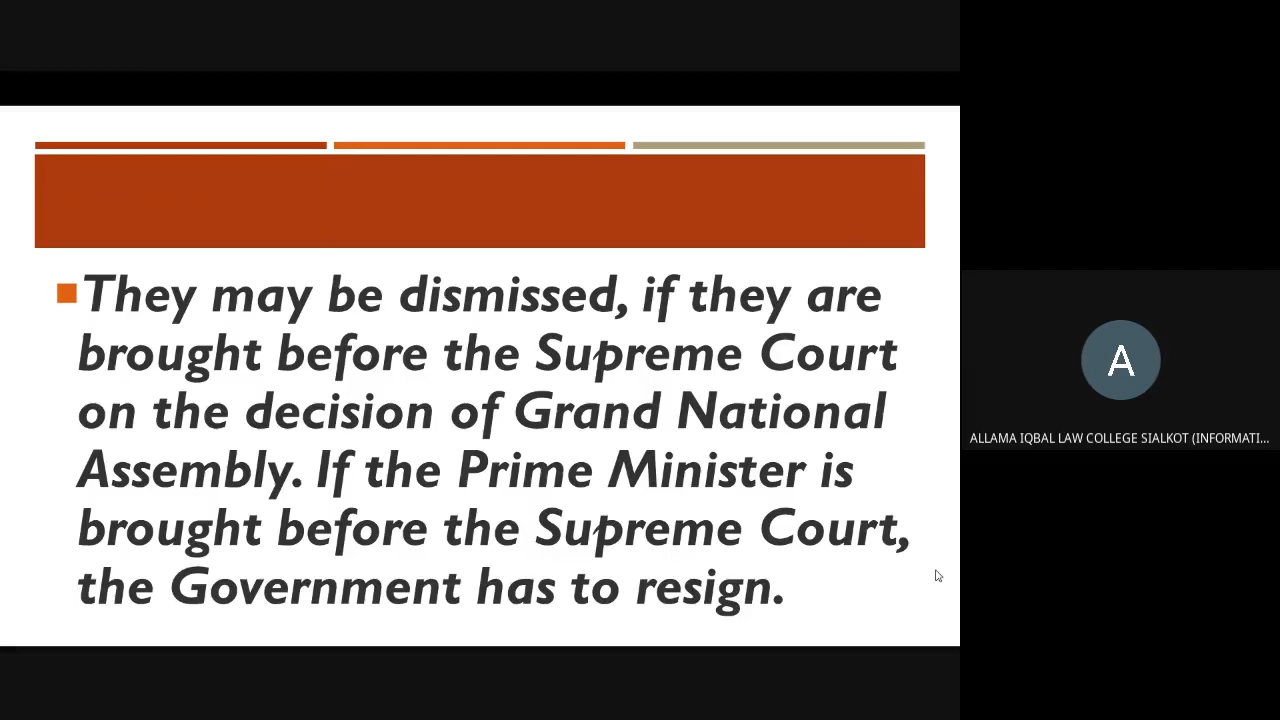 They may be dismissed, if they are
brought before the Supreme Court
on the decision of Grand National
Assembly. If the Prime Minister is
brought before the Supreme Court,
the Government has to resign.
A
ALLAMA IQBAL LAW COLLEGE SIALKOT (INFORMATI...